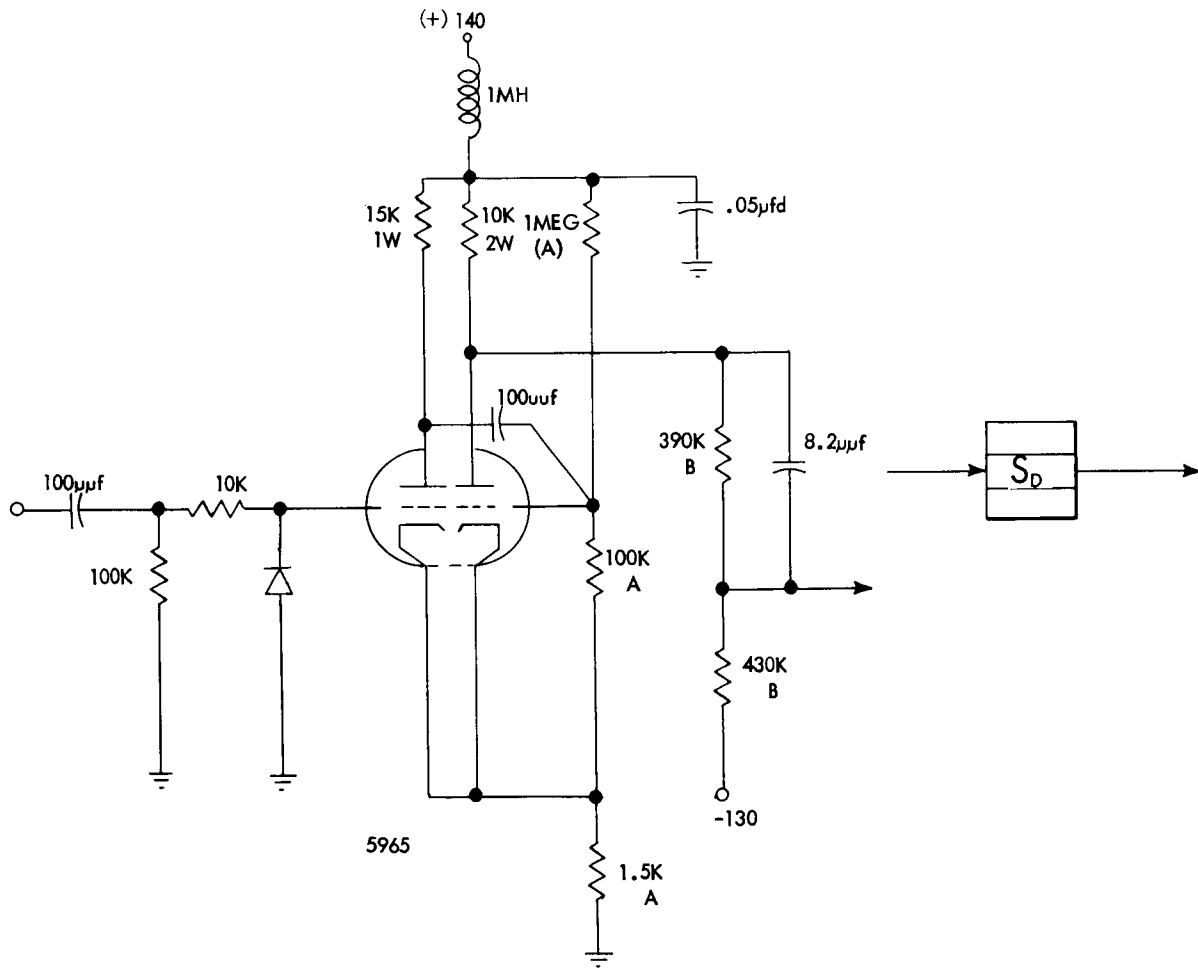 (+) 140
1MH
15K
1W
10K
2W
1MEG
(A)
.05µfd
100uuf
390K
B
8.2µµf
S_D
100µµf
10K
100K
100K
A
430K
B
-130
5965
1.5K
A